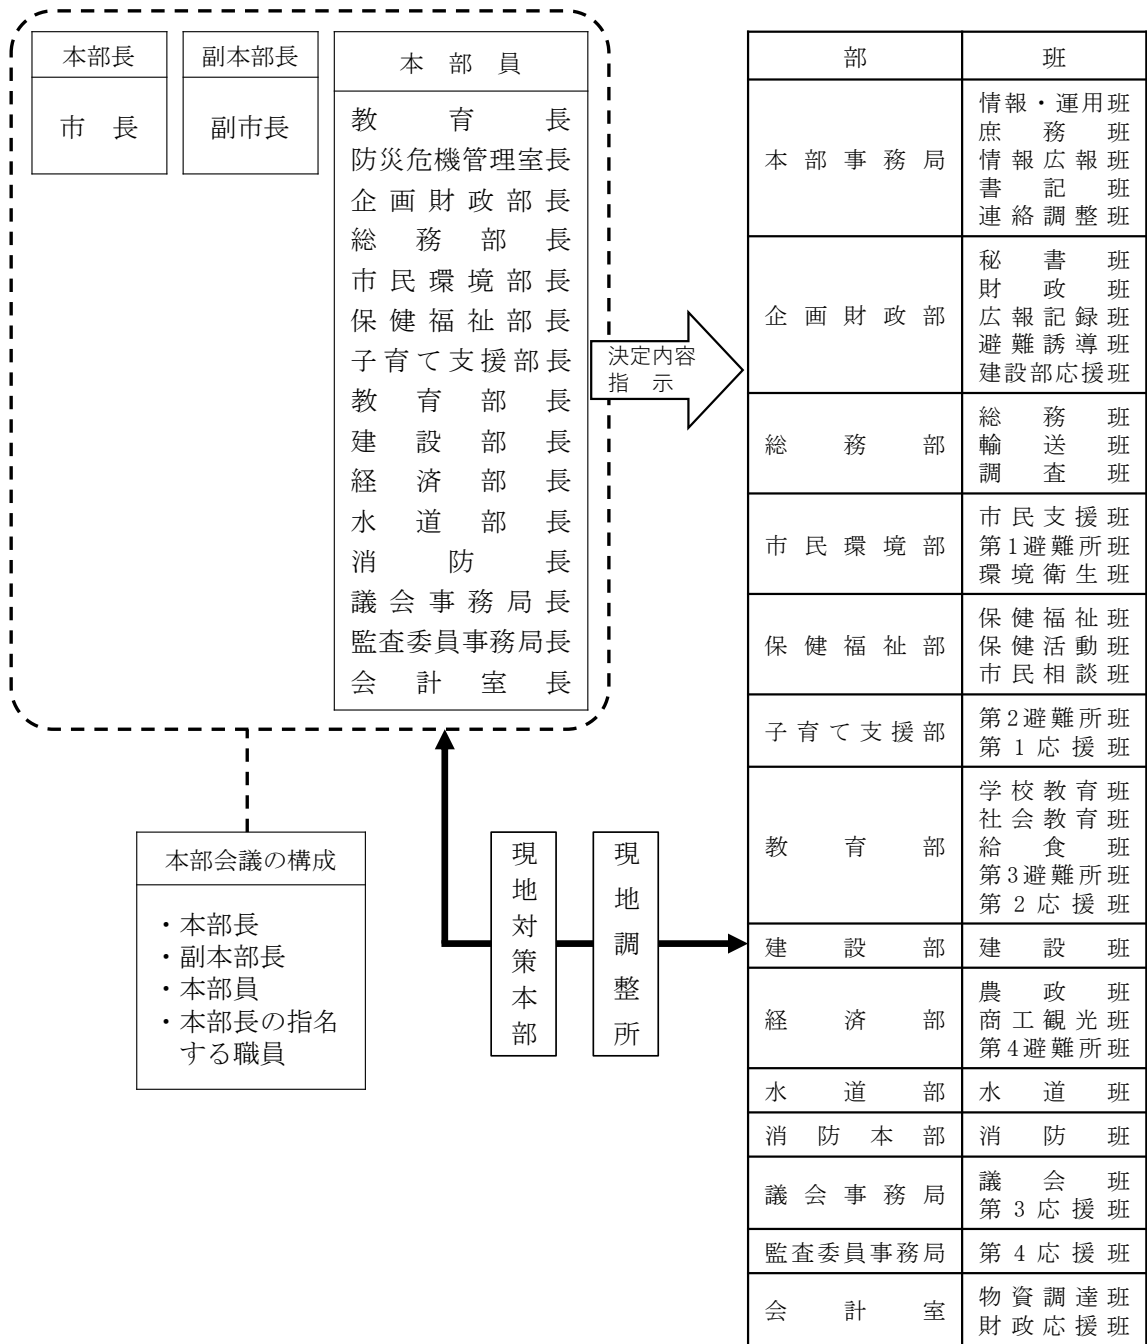 本部長
市長
副本部長
副市長
本部員
教育長
防災危機管理室長
企画財政部長
総務部長
市民環境部長
保健福祉部長
子育て支援部長
教育部長
建設部長
経済部長
水道部長
消防長
議会事務局長
監査委員事務局長
会計室長
決定内容
指示
本部会議の構成
・本部長
・副本部長
・本部員
・本部長の指名
する職員
現地対策本部
現地調整所
部 班
本部事務局
情報・運用班
庶務班
情報広報班
書記班
連絡調整班
企画財政部
秘書班
財政班
広報記録班
避難誘導班
建設部応援班
総務部
総務班
輸送班
調査班
市民環境部
市民支援班
第1避難所班
環境衛生班
保健福祉部
保健福祉班
保健活動班
市民相談班
子育て支援部
第2避難所班
第1応援班
教育部
学校教育班
社会教育班
給食班
第3避難所班
第2応援班
建設部 建設班
経済部
農政班
商工観光班
第4避難所班
水道部 水道班
消防本部 消防班
議会事務局
議会班
第3応援班
監査委員事務局 第4応援班
会計室
物資調達班
財政応援班